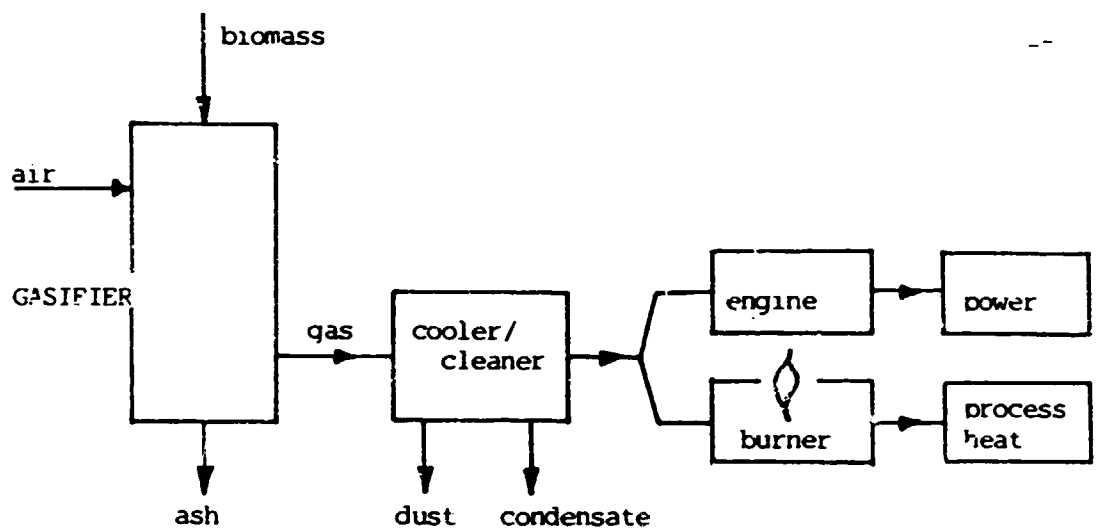 biomass
air
GASIFIER
gas
cooler/
cleaner
engine
power
burner
process
heat
ash
dust
condensate